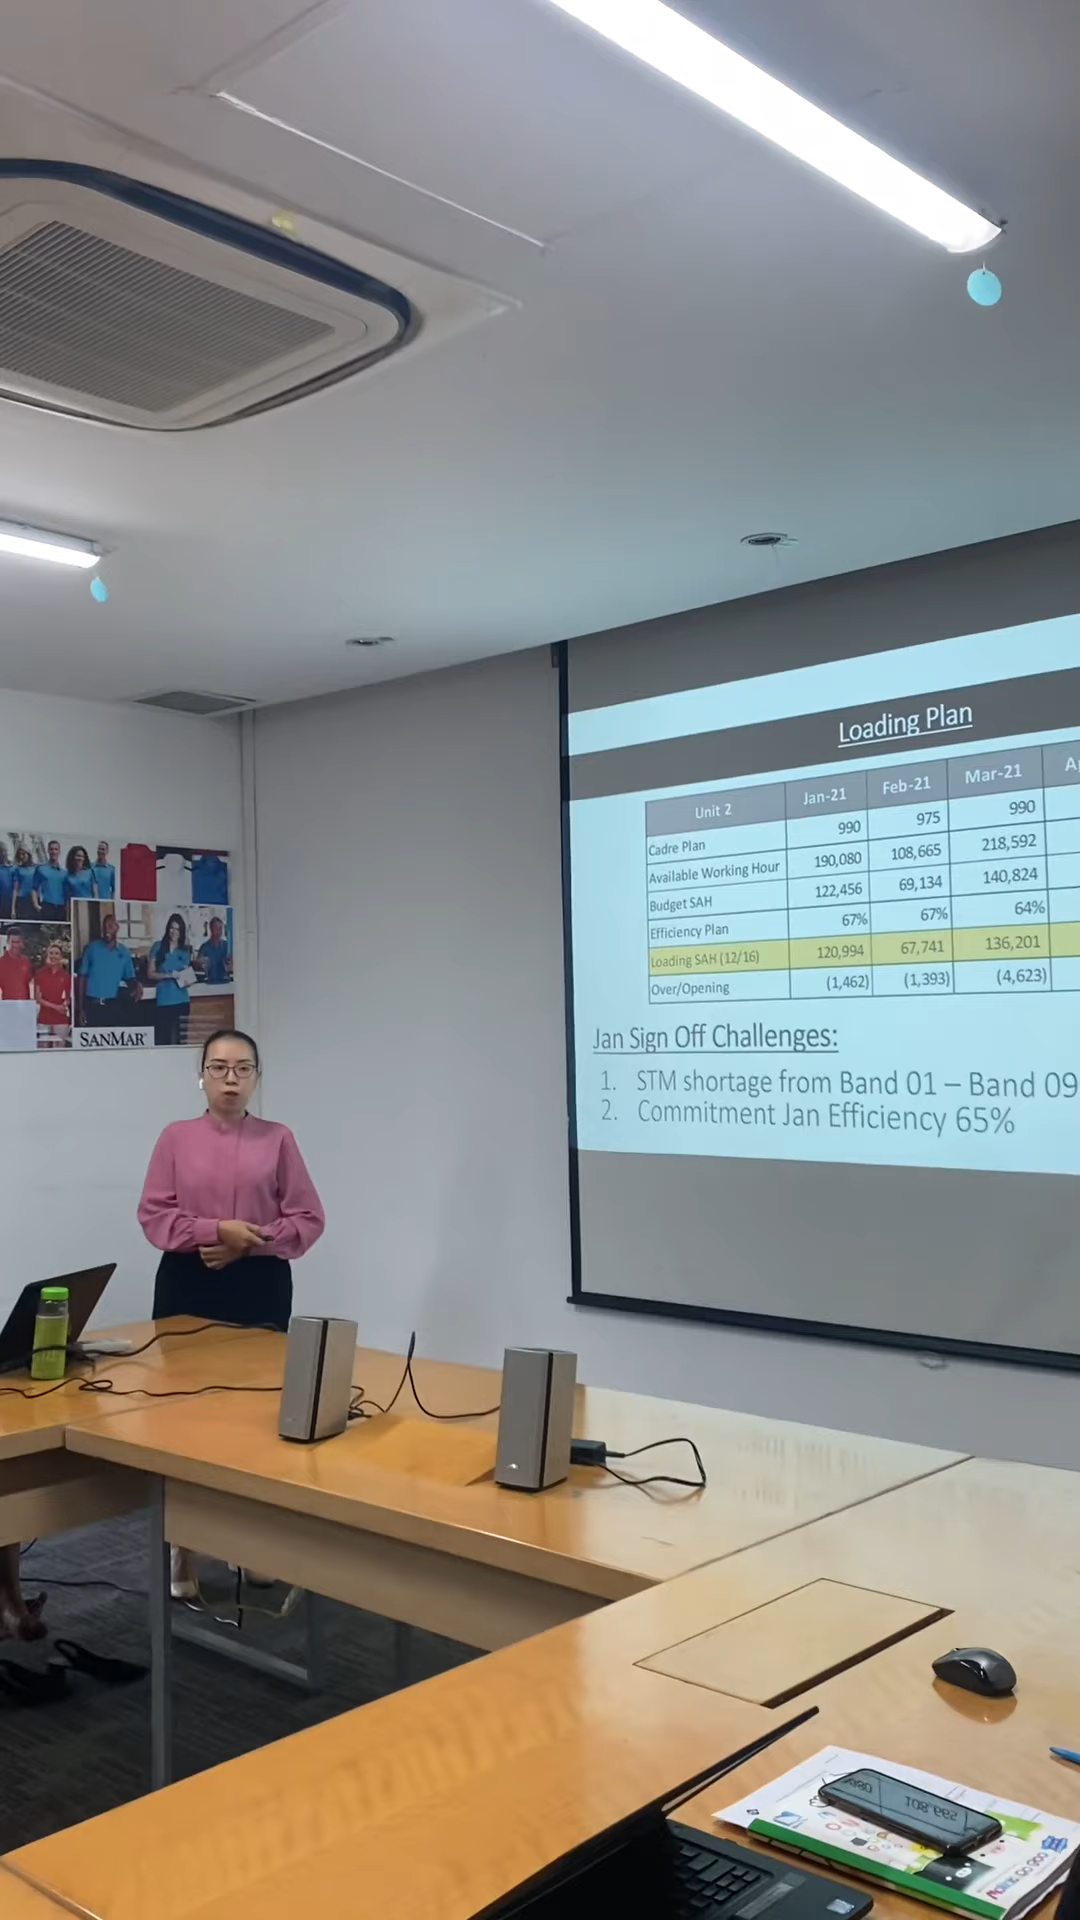 Loading Plan
Unit 2 Jan-21 Feb-21 Mar-21
Cadre Plan 990 975 990
Available Working Hour 190,080 108,665 218,592
Budget SAH 122,456 69,134 140,824
Efficiency Plan 67% 67% 64%
Loading SAH (12/16) 120,994 67,741 136,201
Over/Opening (1,462) (1,393) (4,623)
Jan Sign Off Challenges:
1. STM shortage from Band 01 – Band 09
2. Commitment Jan Efficiency 65%
SANMAR